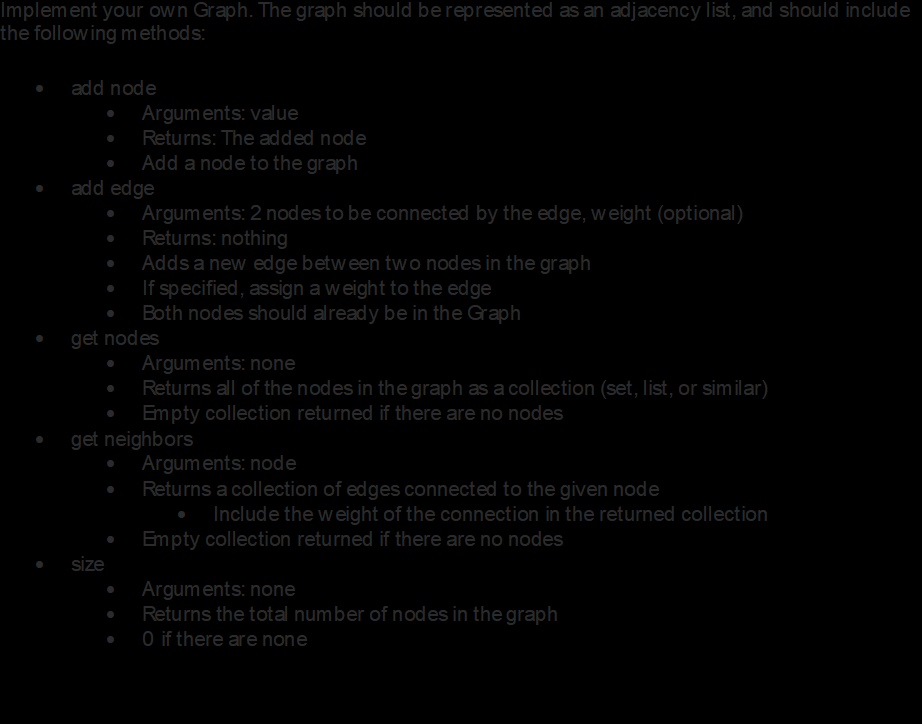 Implement your own Graph. The graph should be represented as an adjacency list, and should include
the following methods:
• add node
• Arguments: value
• Returns: The added node
• Add a node to the graph
• add edge
• Arguments: 2 nodes to be connected by the edge, weight (optional)
• Returns: nothing
• Adds a new edge between two nodes in the graph
• If specified, assign a weight to the edge
• Both nodes should already be in the Graph
• get nodes
• Arguments: none
• Returns all of the nodes in the graph as a collection (set, list, or similar)
• Empty collection returned if there are no nodes
• get neighbors
• Arguments: node
• Returns a collection of edges connected to the given node
• Include the weight of the connection in the returned collection
• Empty collection returned if there are no nodes
• size
• Arguments: none
• Returns the total number of nodes in the graph
• 0 if there are none